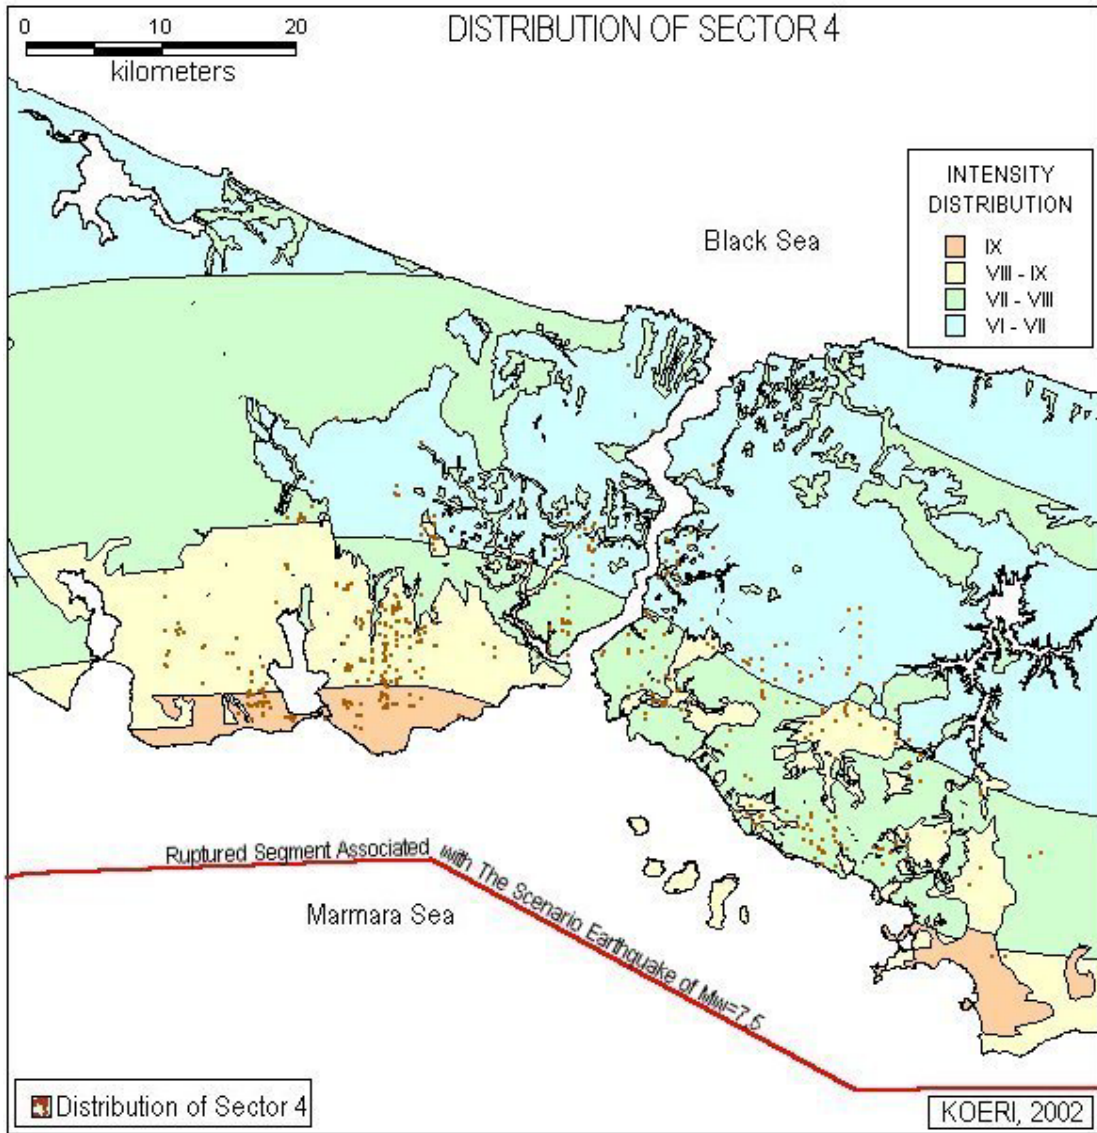 DISTRIBUTION OF SECTOR 4
0 10 20
kilometers
INTENSITY
DISTRIBUTION
IX
VIII - IX
VII - VIII
VI - VII
Black Sea
Ruptured Segment Associated with The Scenario Earthquake of Mw=7.5
Marmara Sea
Distribution of Sector 4
KOERI, 2002